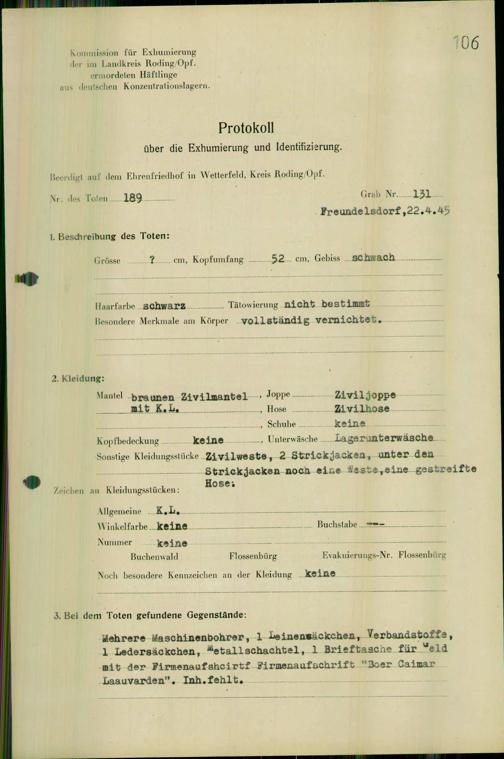 106
Kommission für Exhumierung
der im Landkreis Roding/Opf.
ermordeten Häftlinge
aus deutschen Konzentrationslagern.
Protokoll
über die Exhumierung und Identifizierung.
Beerdigt auf dem Ehrenfriedhof in Wetterfeld, Kreis Roding/Opf.
Nr. des Toten 189 Grab Nr. 131
Freundelsdorf,22.4.45
1. Beschreibung des Toten:
Grösse ? cm, Kopfumfang 52 cm, Gebiss schwach
Haarfarbe schwarz Tätowierung nicht bestimmt
Besondere Merkmale am Körper vollständig vernichtet.
2. Kleidung:
Mantel braunen Zivilmantel , Joppe Ziviljoppe
mit K.L. , Hose Zivilhose
, Schuhe keine
Kopfbedeckung keine , Unterwäsche Lagerunterwäsche
Sonstige Kleidungsstücke Zivilweste, 2 Strickjacken, unter den
Strickjacken noch eine Weste,eine gestreifte
Hose.
Zeichen an Kleidungsstücken:
Allgemeine K.L.
Winkelfarbe keine Buchstabe ---
Nummer keine
Buchenwald Flossenbürg Evakuierungs-Nr. Flossenbürg
Noch besondere Kennzeichen an der Kleidung keine
3. Bei dem Toten gefundene Gegenstände:
Mehrere Maschinenbohrer, 1 Leinensäckchen, Verbandstoffe,
1 Ledersäckchen, Metallschachtel, 1 Brieftasche für Geld
mit der Firmenaufshcirtf Firmenaufschrift "Boer Caimar
Laauvarden". Inh.fehlt.